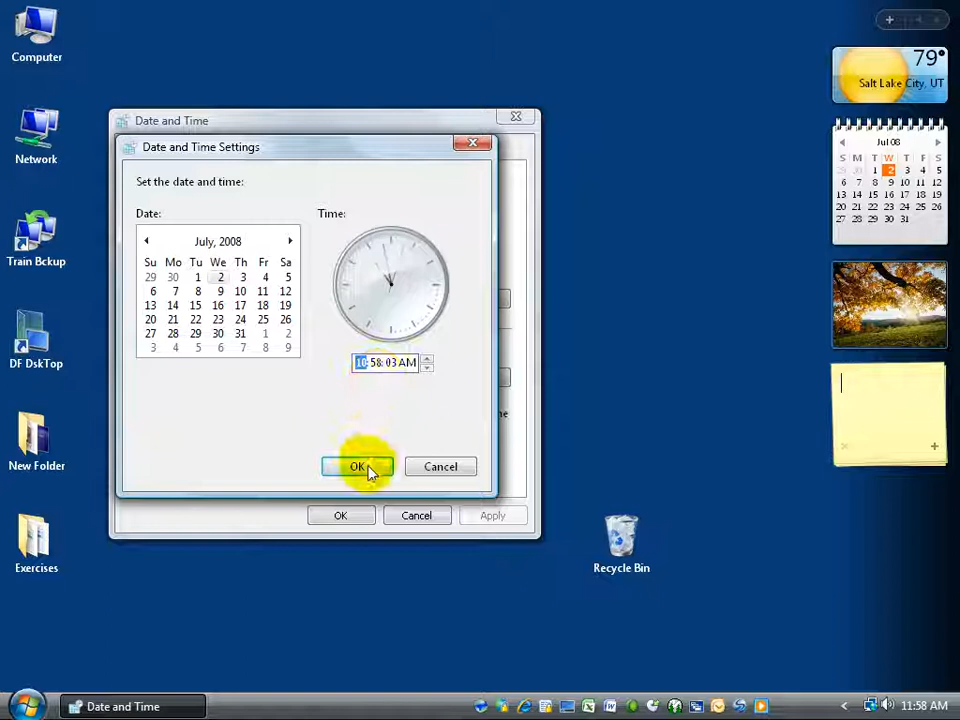 Computer
Network
Train Bckup
DF DskTop
New Folder
Exercises
Date and Time
Date and Time Settings
Set the date and time:
Date:
Time:
July, 2008
Su Mo Tu We Th Fr Sa
29 30 1 2 3 4 5
6 7 8 9 10 11 12
13 14 15 16 17 18 19
20 21 22 23 24 25 26
27 28 29 30 31 1 2
3 4 5 6 7 8 9
10:58:03 AM
OK
Cancel
OK
Cancel
Apply
79°
Salt Lake City, UT
Jul 08
S M T W T F S
29 30 1 2 3 4 5
6 7 8 9 10 11 12
13 14 15 16 17 18 19
20 21 22 23 24 25 26
27 28 29 30 31
Recycle Bin
Date and Time
11:58 AM